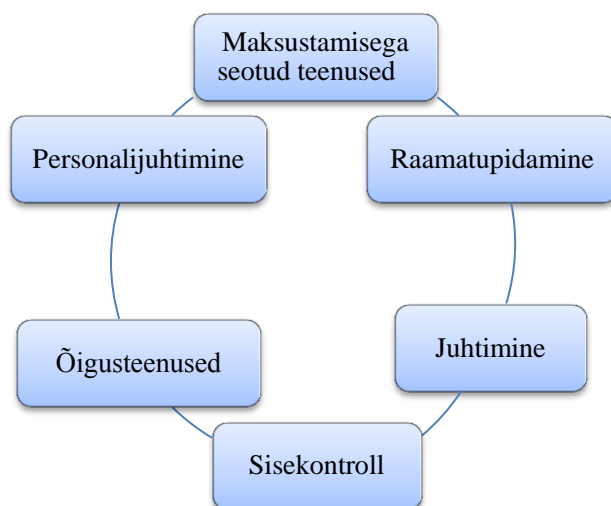 Maksustamisega
seotud teenused
Personalijuhtimine
Raamatupidamine
Õigusteenused
Juhtimine
Sisekontroll